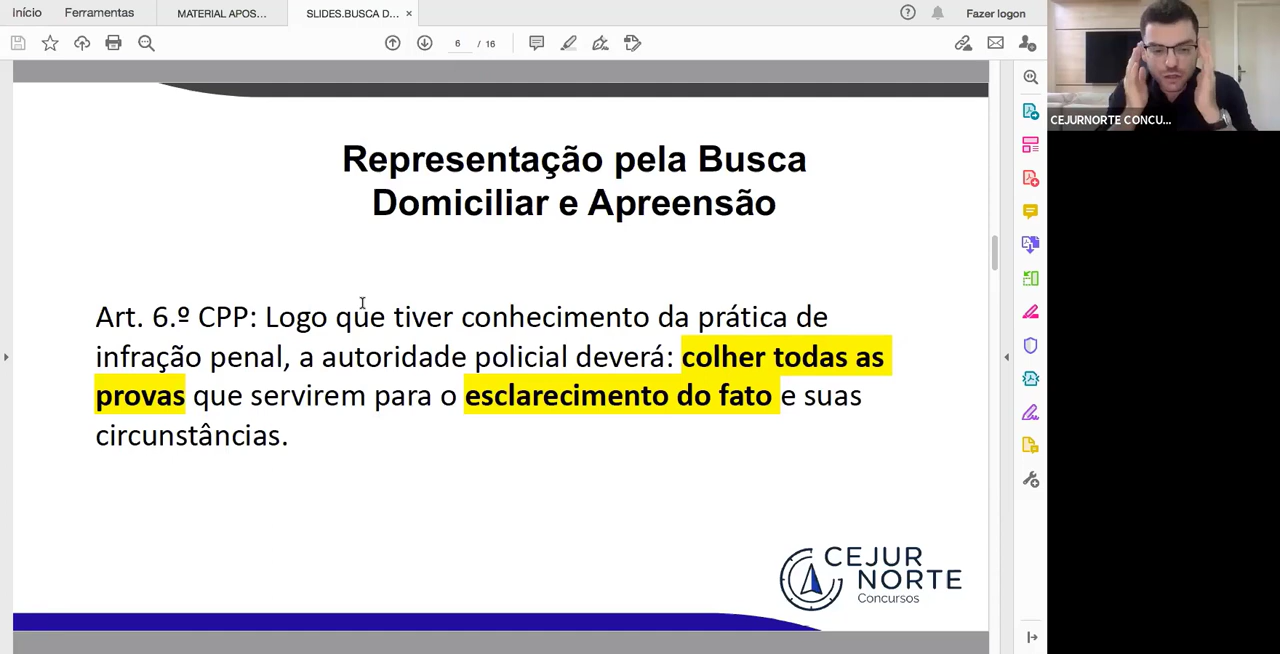 Início
Ferramentas
MATERIAL APOS...
SLIDES.BUSCA D...
Fazer logon
6 / 16
CEJURNORTE CONCU...
Representação pela Busca
Domiciliar e Apreensão
Art. 6.º CPP: Logo que tiver conhecimento da prática de
infração penal, a autoridade policial deverá: colher todas as
provas que servirem para o esclarecimento do fato e suas
circunstâncias.
CEJUR
NORTE
Concursos